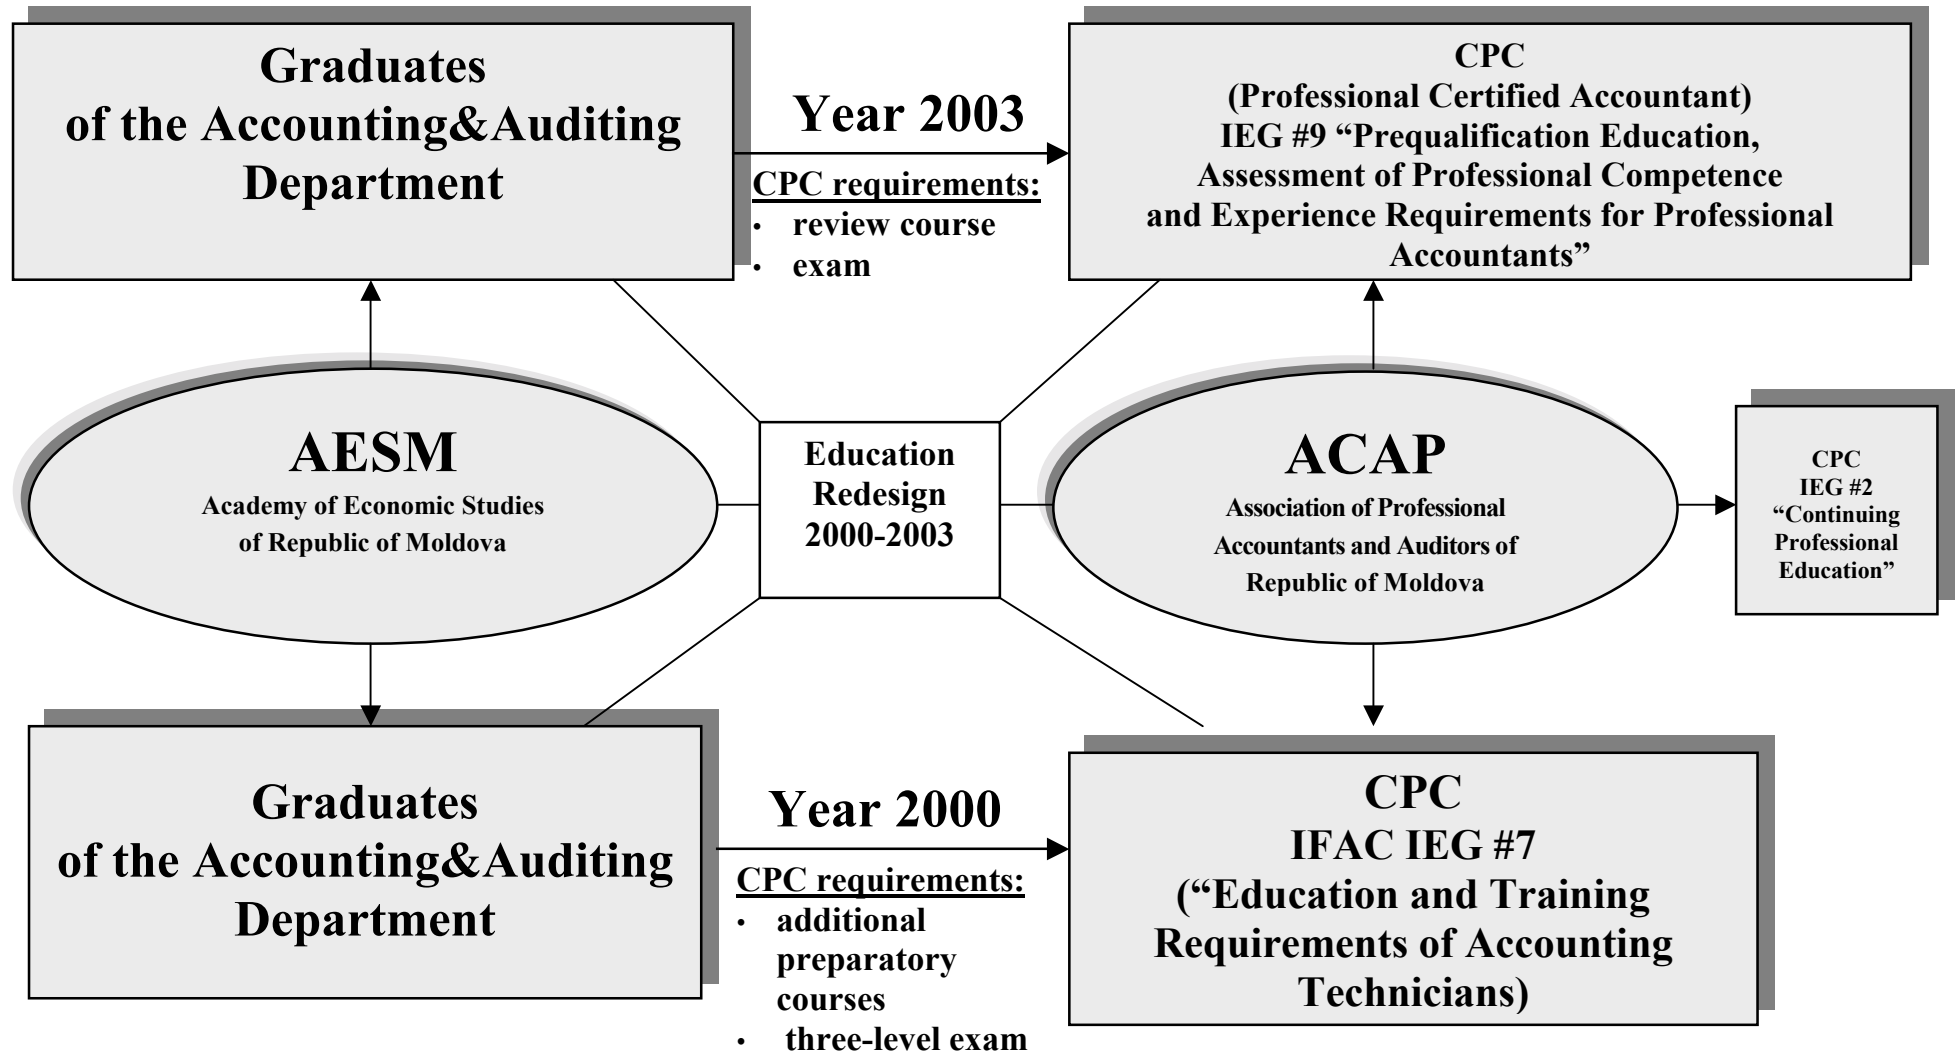 Graduates
of the Accounting&Auditing
Department
Year 2003
CPC requirements:
• review course
• exam
CPC
(Professional Certified Accountant)
IEG #9 “Prequalification Education,
Assessment of Professional Competence
and Experience Requirements for Professional
Accountants”
AESM
Academy of Economic Studies
of Republic of Moldova
Education
Redesign
2000-2003
ACAP
Association of Professional
Accountants and Auditors of
Republic of Moldova
CPC
IEG #2
“Continuing
Professional
Education”
Graduates
of the Accounting&Auditing
Department
Year 2000
CPC requirements:
• additional
preparatory
courses
• three-level exam
CPC
IFAC IEG #7
(“Education and Training
Requirements of Accounting
Technicians)